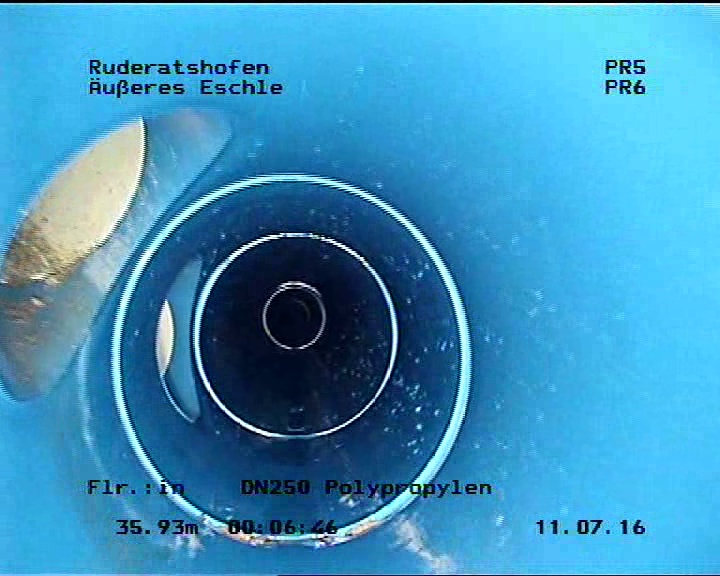 Ruderatshofen PR5
Äußeres Eschle PR6
Flr.:in DN250 Polypropylen
35.93m 00:06:46 11.07.16